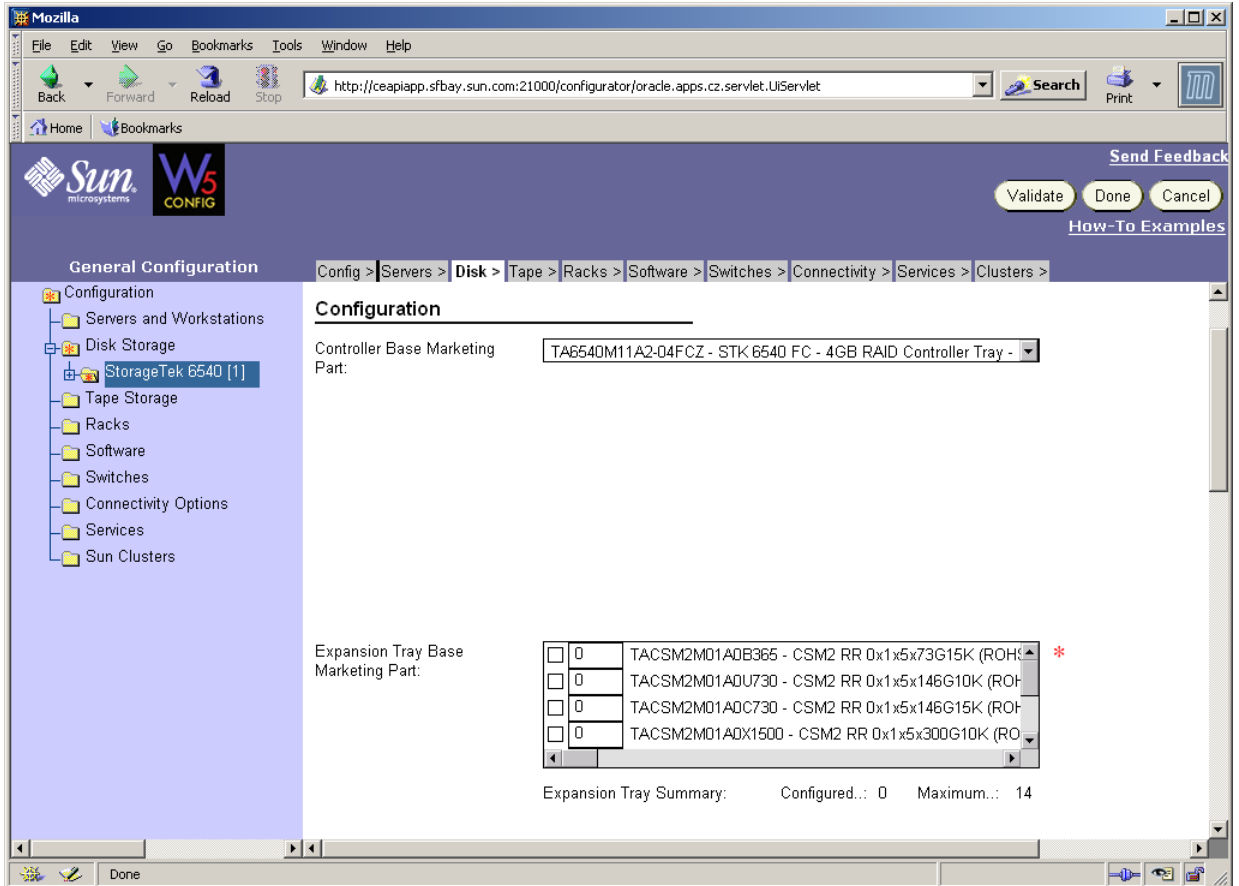 Mozilla
File Edit View Go Bookmarks Tools Window Help
Back Forward Reload Stop http://ceapiapp.sfbay.sun.com:21000/configurator/oracle.apps.cz.servlet.UiServlet Search Print
Home Bookmarks
Sun
microsystems
W5
CONFIG
Send Feedback
Validate Done Cancel
How-To Examples
General Configuration
Config > Servers > Disk > Tape > Racks > Software > Switches > Connectivity > Services > Clusters >
Configuration
Servers and Workstations
Disk Storage
StorageTek 6540 [1]
Tape Storage
Racks
Software
Switches
Connectivity Options
Services
Sun Clusters
Configuration
Controller Base Marketing
Part:
TA6540M11A2-04FCZ - STK 6540 FC - 4GB RAID Controller Tray -
Expansion Tray Base
Marketing Part:
0 TACSM2M01A0B365 - CSM2 RR 0x1x5x73G15K (ROHS *
0 TACSM2M01A0U730 - CSM2 RR 0x1x5x146G10K (ROH
0 TACSM2M01A0C730 - CSM2 RR 0x1x5x146G15K (ROH
0 TACSM2M01A0X1500 - CSM2 RR 0x1x5x300G10K (RO
Expansion Tray Summary: Configured..: 0 Maximum..: 14
Done